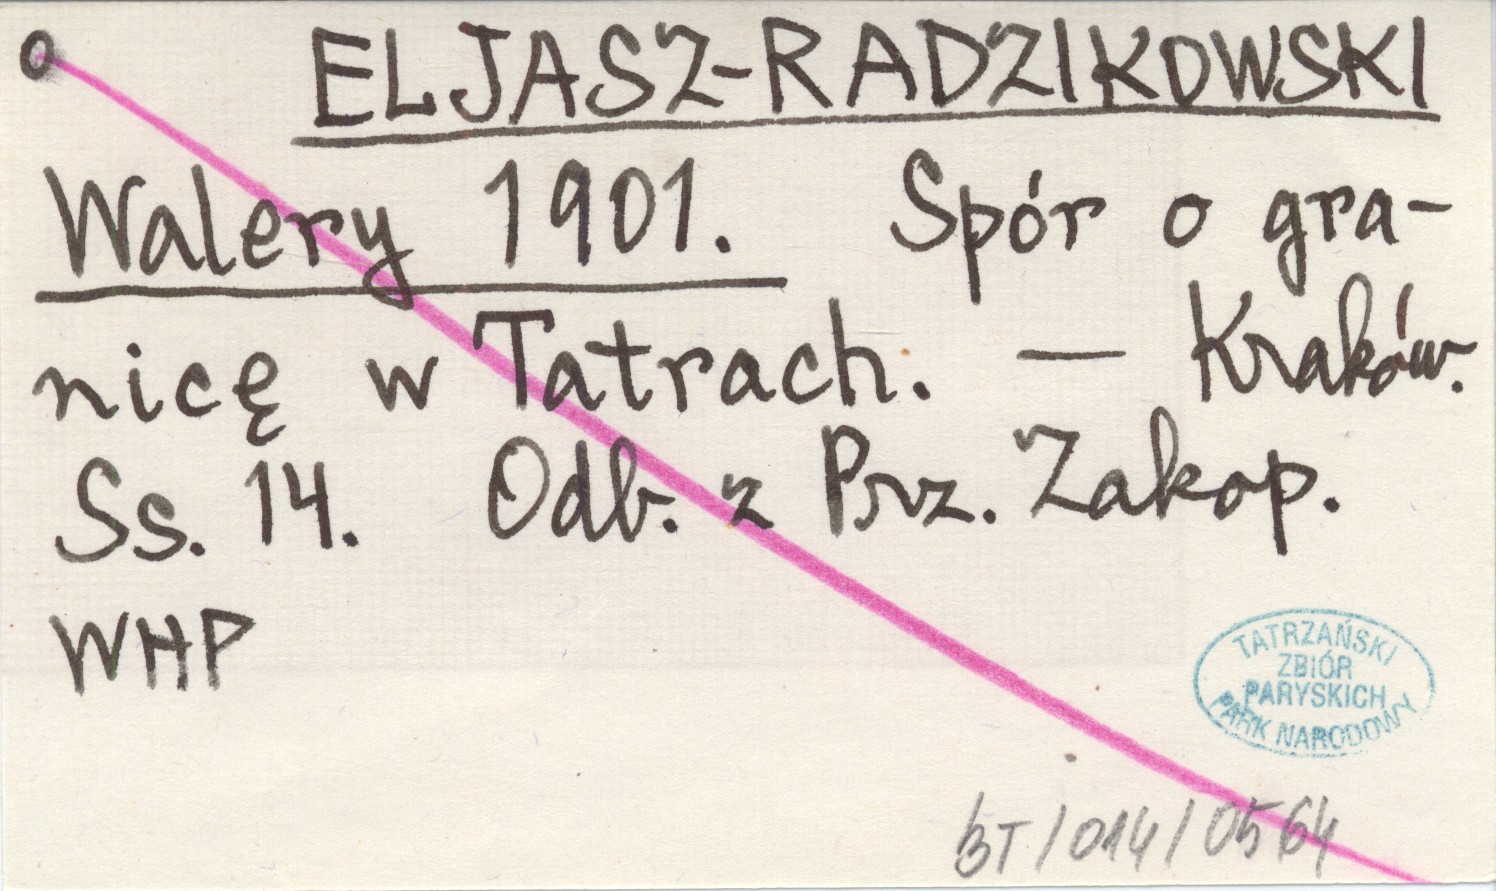 o
ELJASZ-RADZIKOWSKI
Walery 1901. Spór o gra-
nicę w Tatrach. — Kraków.
Ss. 14. Odb. z Prz. Zakop.
WHP
TATRZAŃSKI
ZBIÓR
PARYSKICH
PARK NARODOWY
BT/014/0564